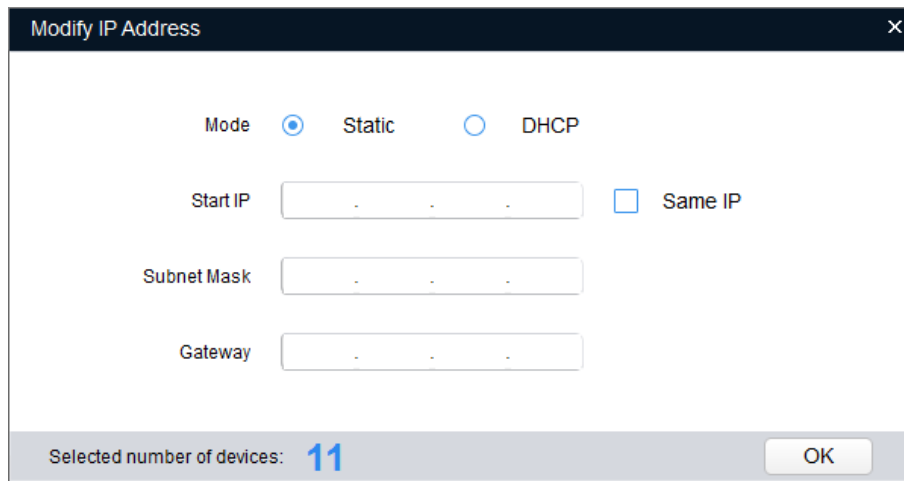 Modify IP Address ×
Mode Static DHCP
Start IP . . . Same IP
Subnet Mask . . .
Gateway . . .
Selected number of devices: 11 OK